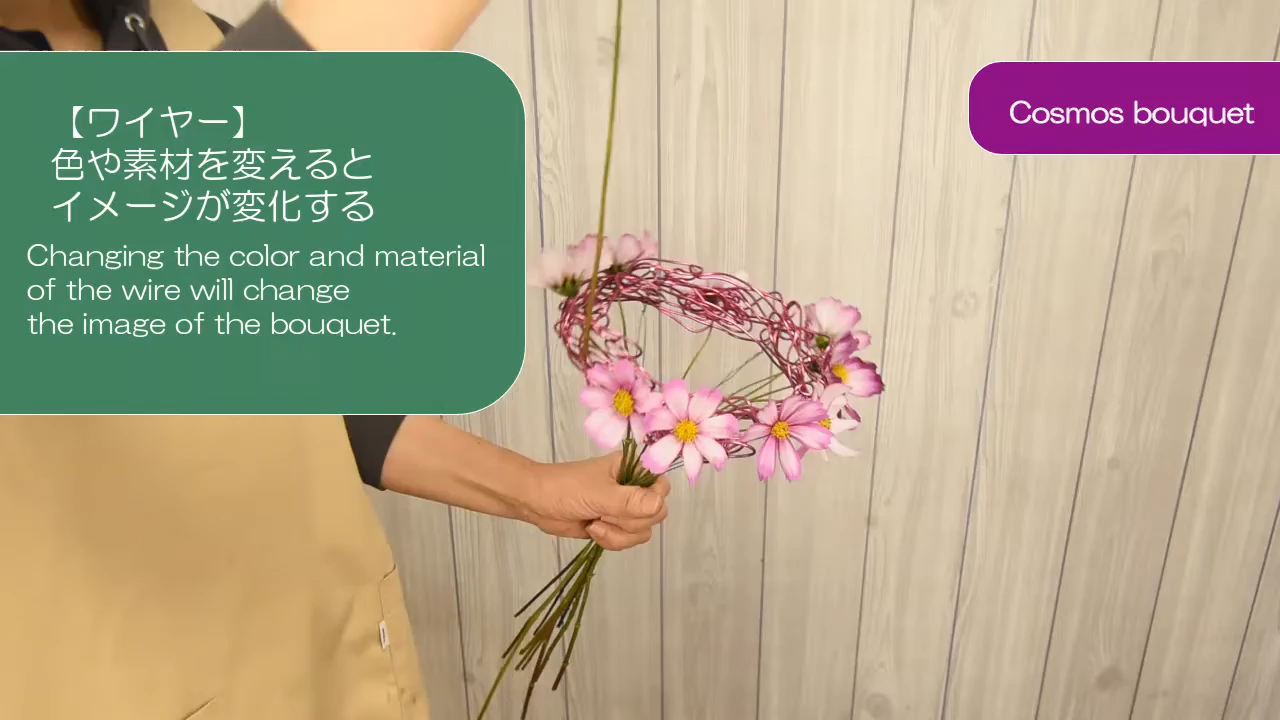 【ワイヤー】
色や素材を変えると
イメージが変化する
Changing the color and material
of the wire will change
the image of the bouquet.
Cosmos bouquet